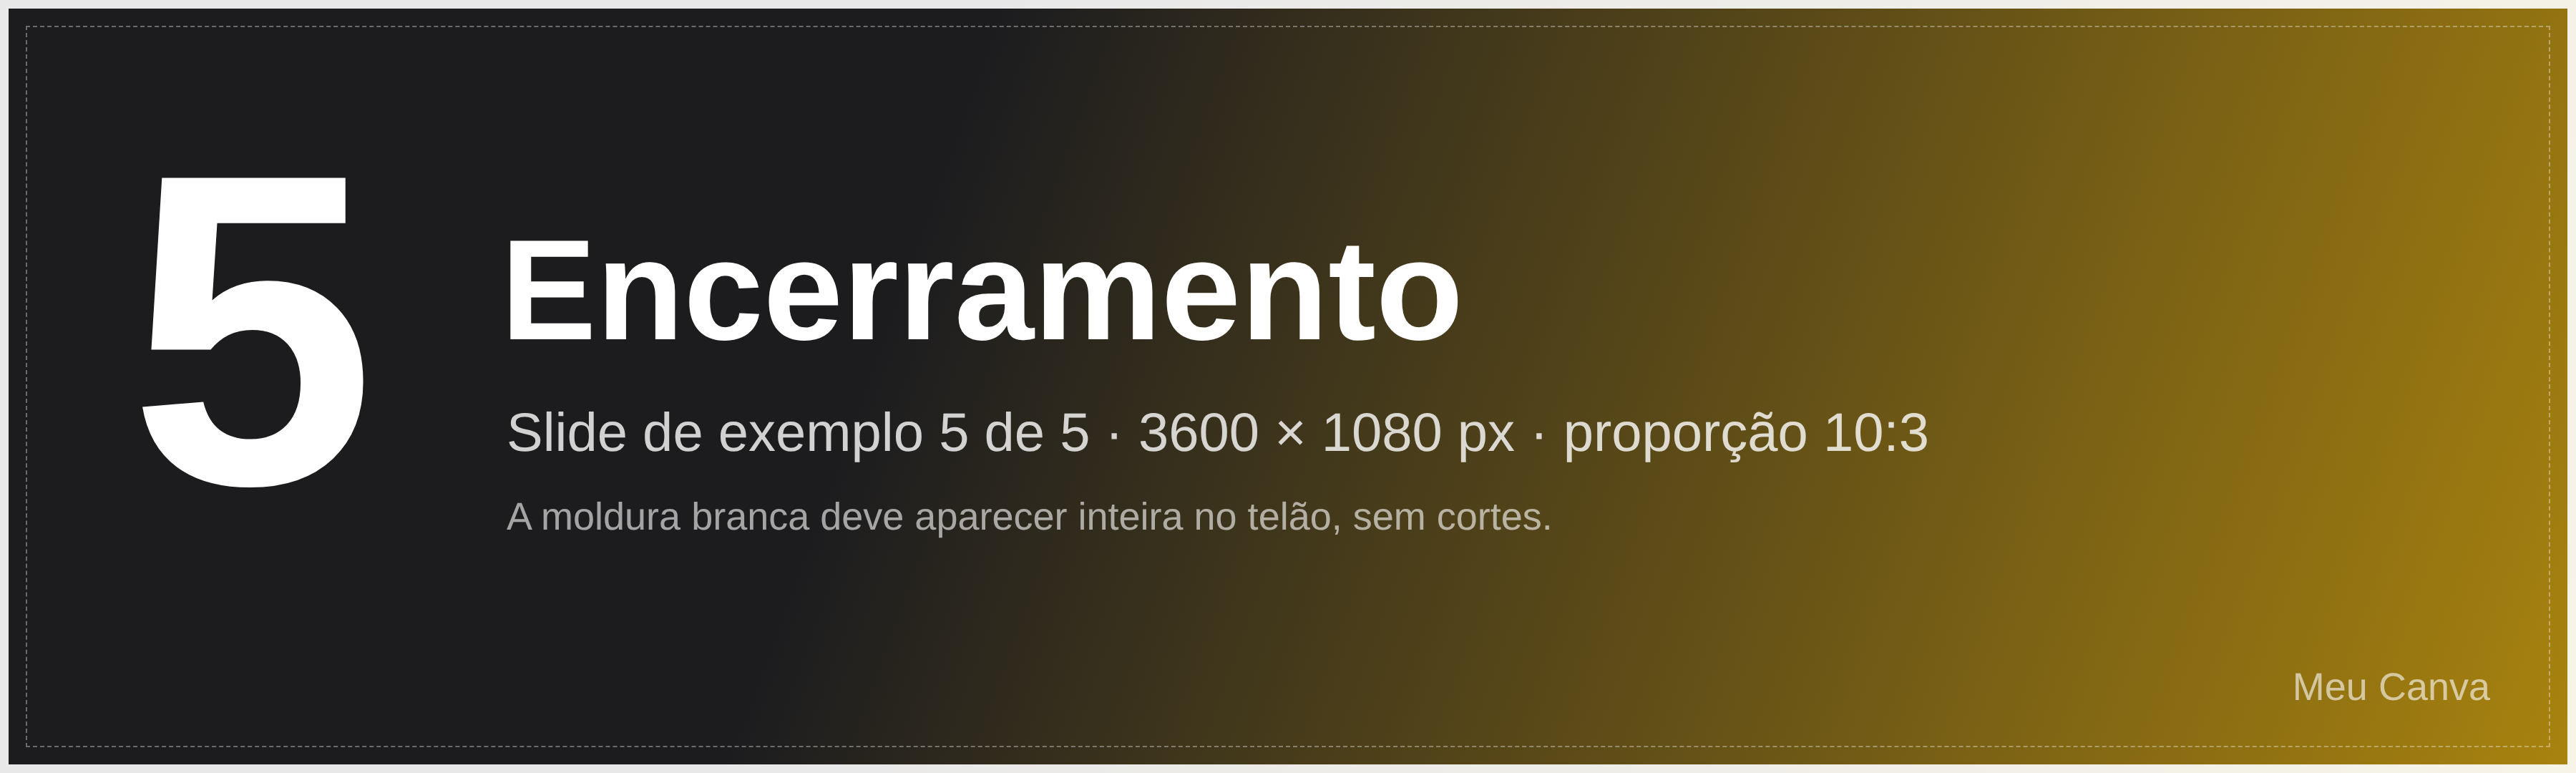 5
Encerramento
Slide de exemplo 5 de 5 · 3600 × 1080 px · proporção 10:3
A moldura branca deve aparecer inteira no telão, sem cortes.
Meu Canva